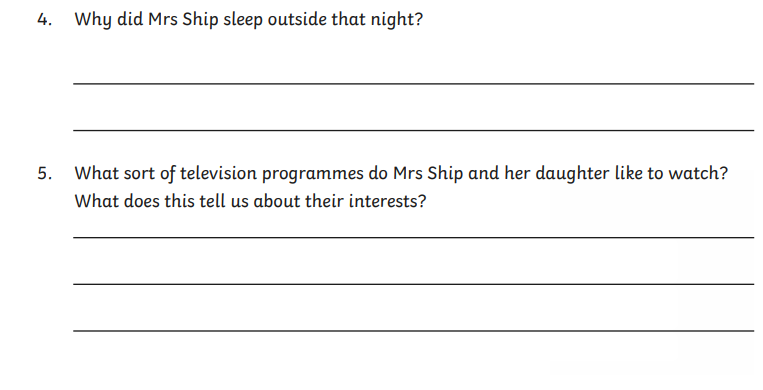 4. Why did Mrs Ship sleep outside that night?
5. What sort of television programmes do Mrs Ship and her daughter like to watch?
What does this tell us about their interests?